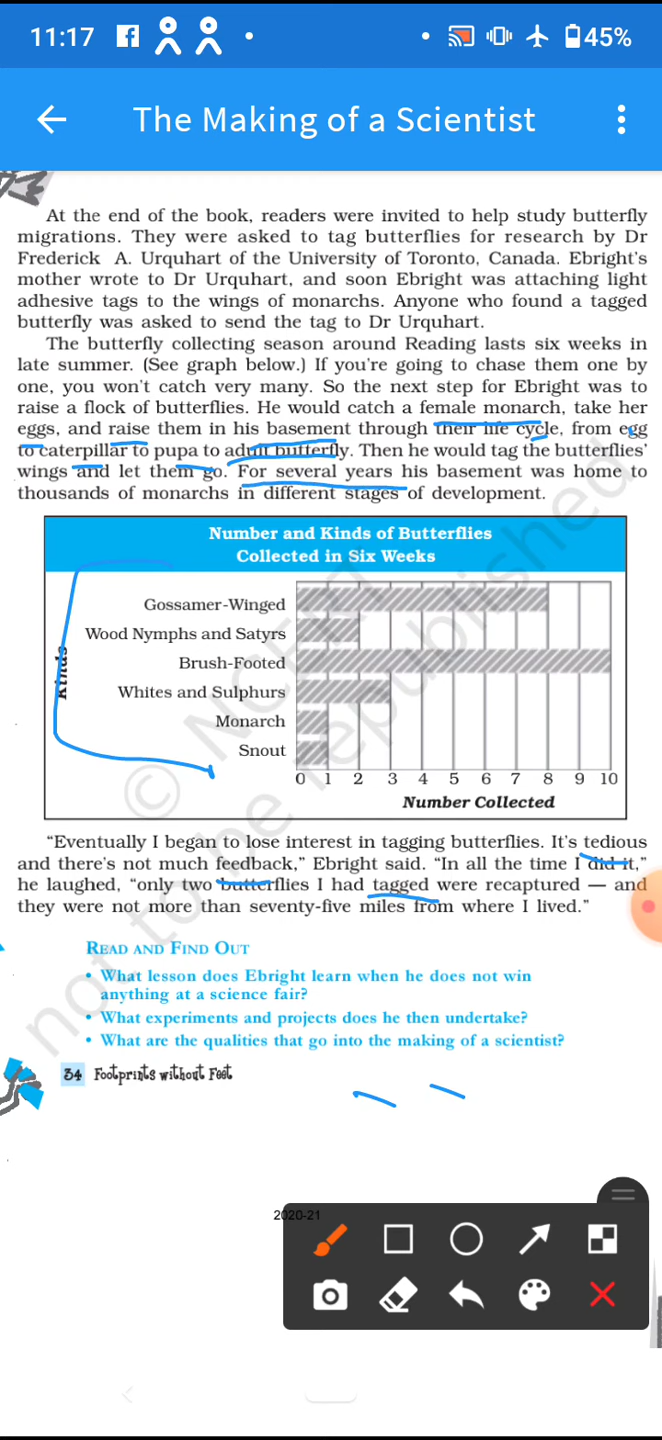 11:17
45%
The Making of a Scientist
At the end of the book, readers were invited to help study butterfly
migrations. They were asked to tag butterflies for research by Dr
Frederick A. Urquhart of the University of Toronto, Canada. Ebright's
mother wrote to Dr Urquhart, and soon Ebright was attaching light
adhesive tags to the wings of monarchs. Anyone who found a tagged
butterfly was asked to send the tag to Dr Urquhart.
The butterfly collecting season around Reading lasts six weeks in
late summer. (See graph below.) If you're going to chase them one by
one, you won't catch very many. So the next step for Ebright was to
raise a flock of butterflies. He would catch a female monarch, take her
eggs, and raise them in his basement through their life cycle, from egg
to caterpillar to pupa to adult butterfly. Then he would tag the butterflies'
wings and let them go. For several years his basement was home to
thousands of monarchs in different stages of development.
Number and Kinds of Butterflies
Collected in Six Weeks
Kinds
Gossamer-Winged
Wood Nymphs and Satyrs
Brush-Footed
Whites and Sulphurs
Monarch
Snout
0 1 2 3 4 5 6 7 8 9 10
Number Collected
"Eventually I began to lose interest in tagging butterflies. It's tedious
and there's not much feedback," Ebright said. "In all the time I did it,"
he laughed, "only two butterflies I had tagged were recaptured — and
they were not more than seventy-five miles from where I lived."
READ AND FIND OUT
• What lesson does Ebright learn when he does not win
anything at a science fair?
• What experiments and projects does he then undertake?
• What are the qualities that go into the making of a scientist?
34 Footprints without Feet
2020-21
© NCERT
not to be republished